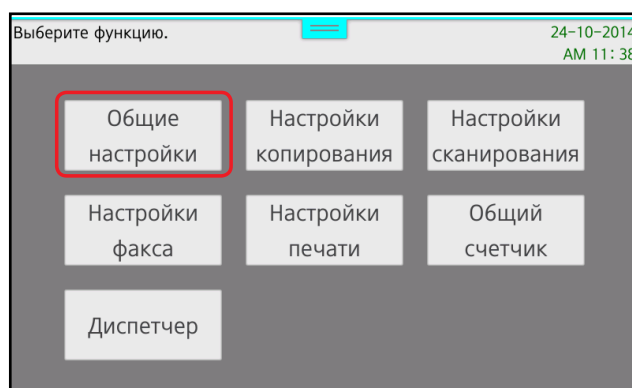 Выберите функцию.
24-10-2014
AM 11: 38
Общие
настройки
Настройки
копирования
Настройки
сканирования
Настройки
факса
Настройки
печати
Общий
счетчик
Диспетчер